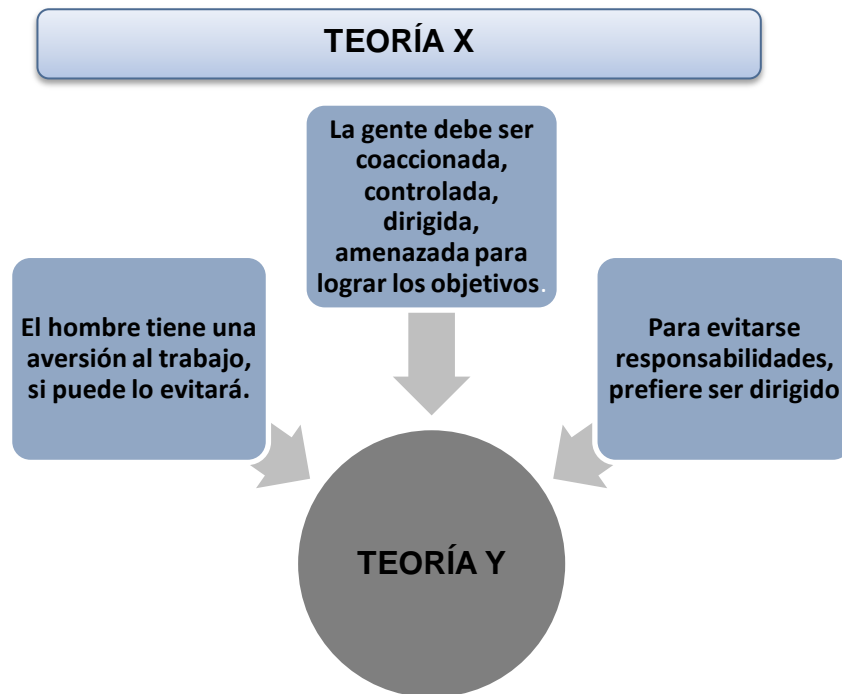 TEORÍA X
La gente debe ser
coaccionada,
controlada,
dirigida,
amenazada para
lograr los objetivos.
El hombre tiene una
aversión al trabajo,
si puede lo evitará.
Para evitarse
responsabilidades,
prefiere ser dirigido
TEORÍA Y